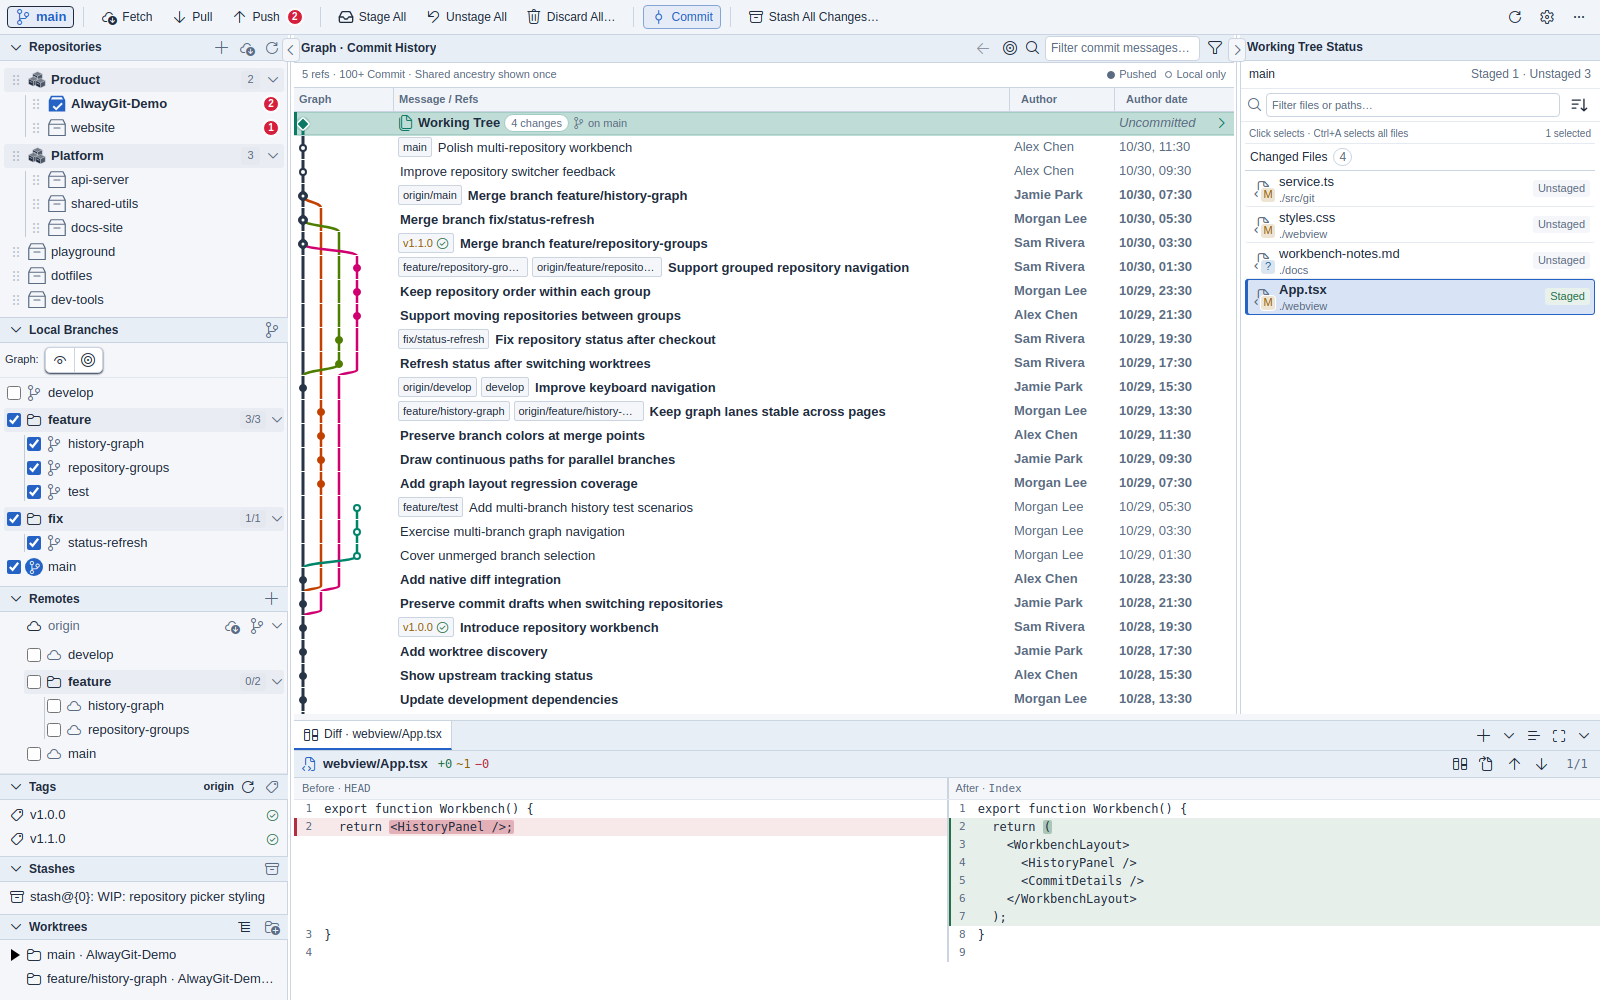 main Fetch Pull Push 2 Stage All Unstage All Discard All… Commit Stash All Changes…
Repositories
Product 2
AlwayGit-Demo 2
website 1
Platform 3
api-server
shared-utils
docs-site
playground
dotfiles
dev-tools
Local Branches
Graph:
develop
feature 3/3
history-graph
repository-groups
test
fix 1/1
status-refresh
main
Remotes
origin
develop
feature 0/2
history-graph
repository-groups
main
Tags origin
v1.0.0
v1.1.0
Stashes
stash@{0}: WIP: repository picker styling
Worktrees
main · AlwayGit-Demo
feature/history-graph · AlwayGit-Dem…
Graph · Commit History Filter commit messages…
5 refs · 100+ Commit · Shared ancestry shown once Pushed Local only
Graph Message / Refs Author Author date
Working Tree 4 changes on main Uncommitted
main Polish multi-repository workbench Alex Chen 10/30, 11:30
Improve repository switcher feedback Alex Chen 10/30, 09:30
origin/main Merge branch feature/history-graph Jamie Park 10/30, 07:30
Merge branch fix/status-refresh Morgan Lee 10/30, 05:30
v1.1.0 Merge branch feature/repository-groups Sam Rivera 10/30, 03:30
feature/repository-gro… origin/feature/reposito… Support grouped repository navigation Sam Rivera 10/30, 01:30
Keep repository order within each group Morgan Lee 10/29, 23:30
Support moving repositories between groups Alex Chen 10/29, 21:30
fix/status-refresh Fix repository status after checkout Sam Rivera 10/29, 19:30
Refresh status after switching worktrees Sam Rivera 10/29, 17:30
origin/develop develop Improve keyboard navigation Jamie Park 10/29, 15:30
feature/history-graph origin/feature/history-… Keep graph lanes stable across pages Morgan Lee 10/29, 13:30
Preserve branch colors at merge points Alex Chen 10/29, 11:30
Draw continuous paths for parallel branches Jamie Park 10/29, 09:30
Add graph layout regression coverage Morgan Lee 10/29, 07:30
feature/test Add multi-branch history test scenarios Morgan Lee 10/29, 05:30
Exercise multi-branch graph navigation Morgan Lee 10/29, 03:30
Cover unmerged branch selection Morgan Lee 10/29, 01:30
Add native diff integration Alex Chen 10/28, 23:30
Preserve commit drafts when switching repositories Jamie Park 10/28, 21:30
v1.0.0 Introduce repository workbench Sam Rivera 10/28, 19:30
Add worktree discovery Jamie Park 10/28, 17:30
Show upstream tracking status Alex Chen 10/28, 15:30
Update development dependencies Morgan Lee 10/28, 13:30
Working Tree Status
main Staged 1 · Unstaged 3
Filter files or paths…
Click selects · Ctrl+A selects all files 1 selected
Changed Files 4
service.ts Unstaged
M ./src/git
styles.css Unstaged
M ./webview
workbench-notes.md Unstaged
? ./docs
App.tsx Staged
M ./webview
Diff · webview/App.tsx
webview/App.tsx +0 ~1 −0 1/1
Before · HEAD
1 export function Workbench() {
2 return <HistoryPanel />;
3 }
4
After · Index
1 export function Workbench() {
2 return (
3 <WorkbenchLayout>
4 <HistoryPanel />
5 <CommitDetails />
6 </WorkbenchLayout>
7 );
8 }
9